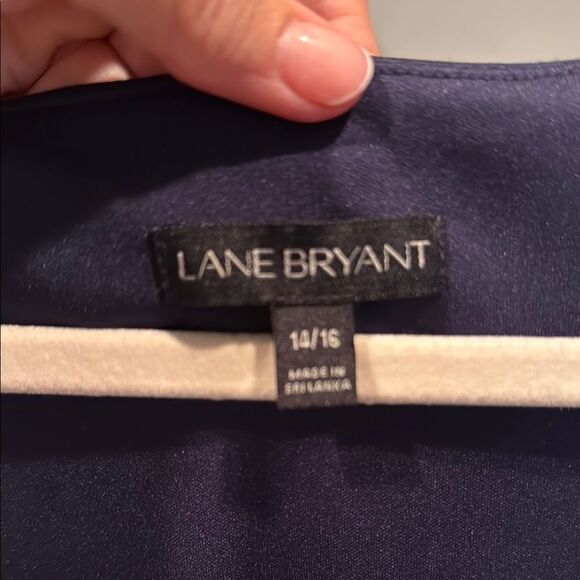 LANE BRYANT
14/16
MADE IN
SRI LANKA